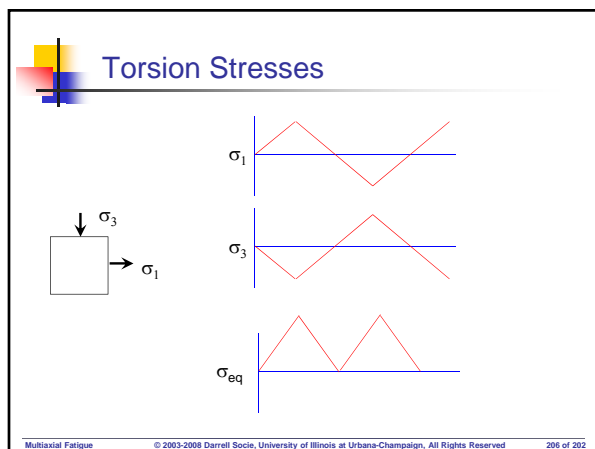 Torsion Stresses
σ1
σ3
σ3
σ1
σeq
Multiaxial Fatigue © 2003-2008 Darrell Socie, University of Illinois at Urbana-Champaign, All Rights Reserved 206 of 202